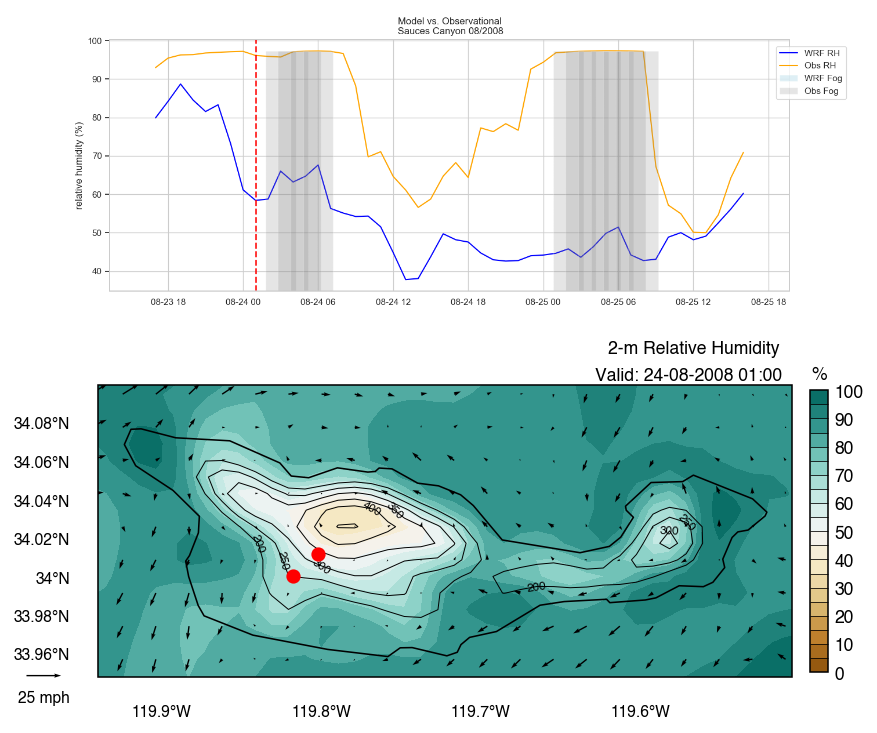 Model vs. Observational
Sauces Canyon 08/2008
100
90
80
70
60
50
40
relative humidity (%)
08-23 18
08-24 00
08-24 06
08-24 12
08-24 18
08-25 00
08-25 06
08-25 12
08-25 18
WRF RH
Obs RH
WRF Fog
Obs Fog
2-m Relative Humidity
Valid: 24-08-2008 01:00
%
34.08°N
34.06°N
34.04°N
34.02°N
34°N
33.98°N
33.96°N
25 mph
119.9°W
119.8°W
119.7°W
119.6°W
400
350
200
250
300
200
250
300
100
90
80
70
60
50
40
30
20
10
0